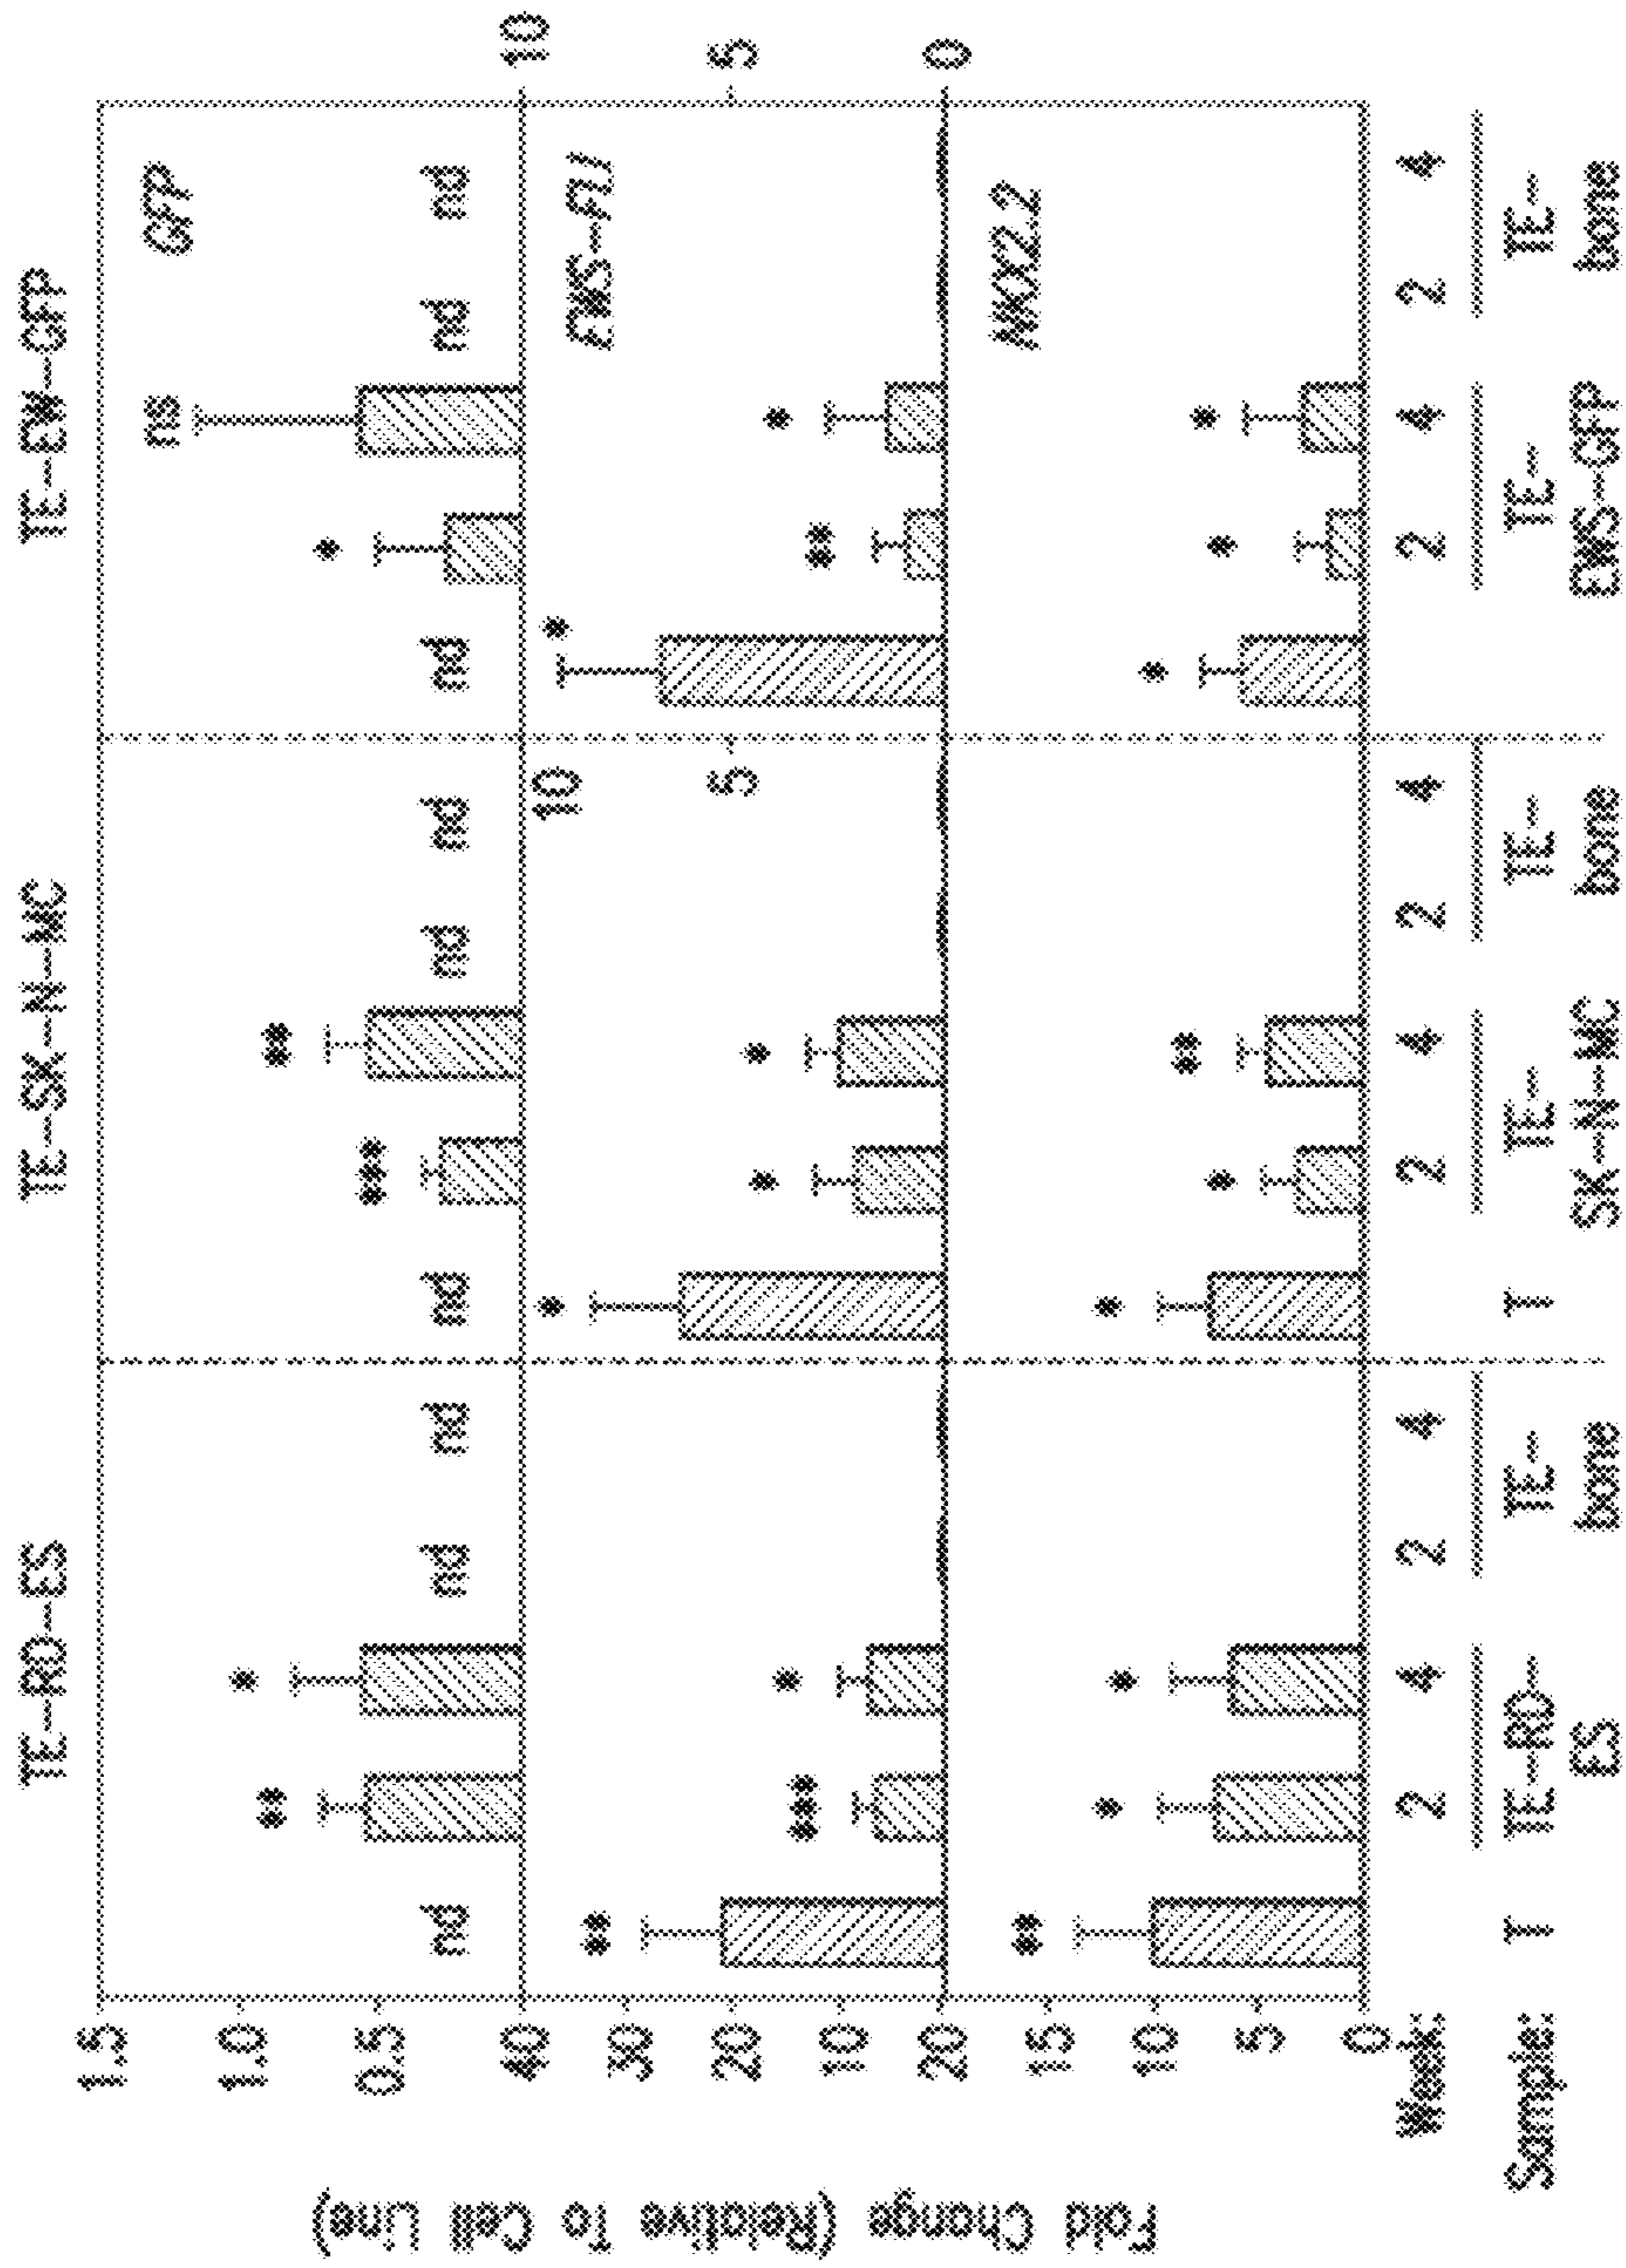 TE-RD-ES TE-SK-N-MC TE-EW-GFP
1.5
ns GFP
1.0 ** * *** ** *
0.5
nd nd nd nd nd nd nd nd nd
40 10 10
** * * EWS-FLI
30
20 5 5
*** * * * ** *
10
20 0
NKX2.2
15
** * * * * ** * * *
10
5
0
Week: 2 4 2 4 2 4 2 4 2 4 2 4
Sample: T TE-RD- TE- T TE- TE- TE- TE-
ES bone SK-N-MC bone EWS-GFP bone
Fold Change (Relative To Cell Line)